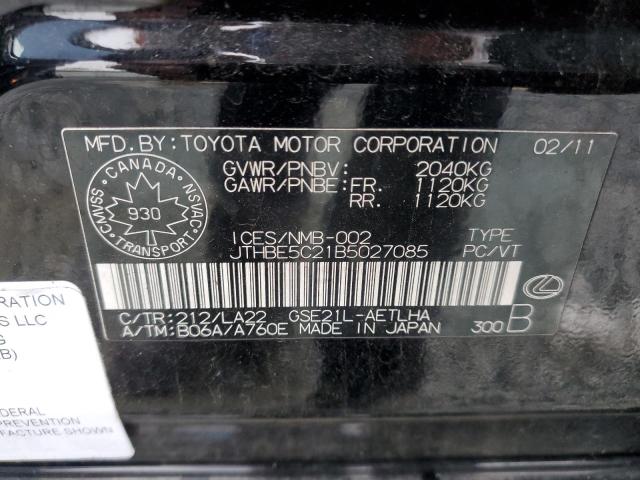 MFD.BY:TOYOTA MOTOR CORPORATION 02/11
GVWR/PNBV: 2040KG
GAWR/PNBE:FR. 1120KG
RR. 1120KG
CANADA
CMVSS NSVAC
930
TRANSPORT
ICES/NMB-002 TYPE
JTHBE5C21B5027085 PC/VT
C/TR:212/LA22 GSE21L-AETLHA
A/TM:B06A/A760E MADE IN JAPAN 300B
RATION
S LLC
G
B)
DERAL
PREVENTION
FACTURE SHOWN